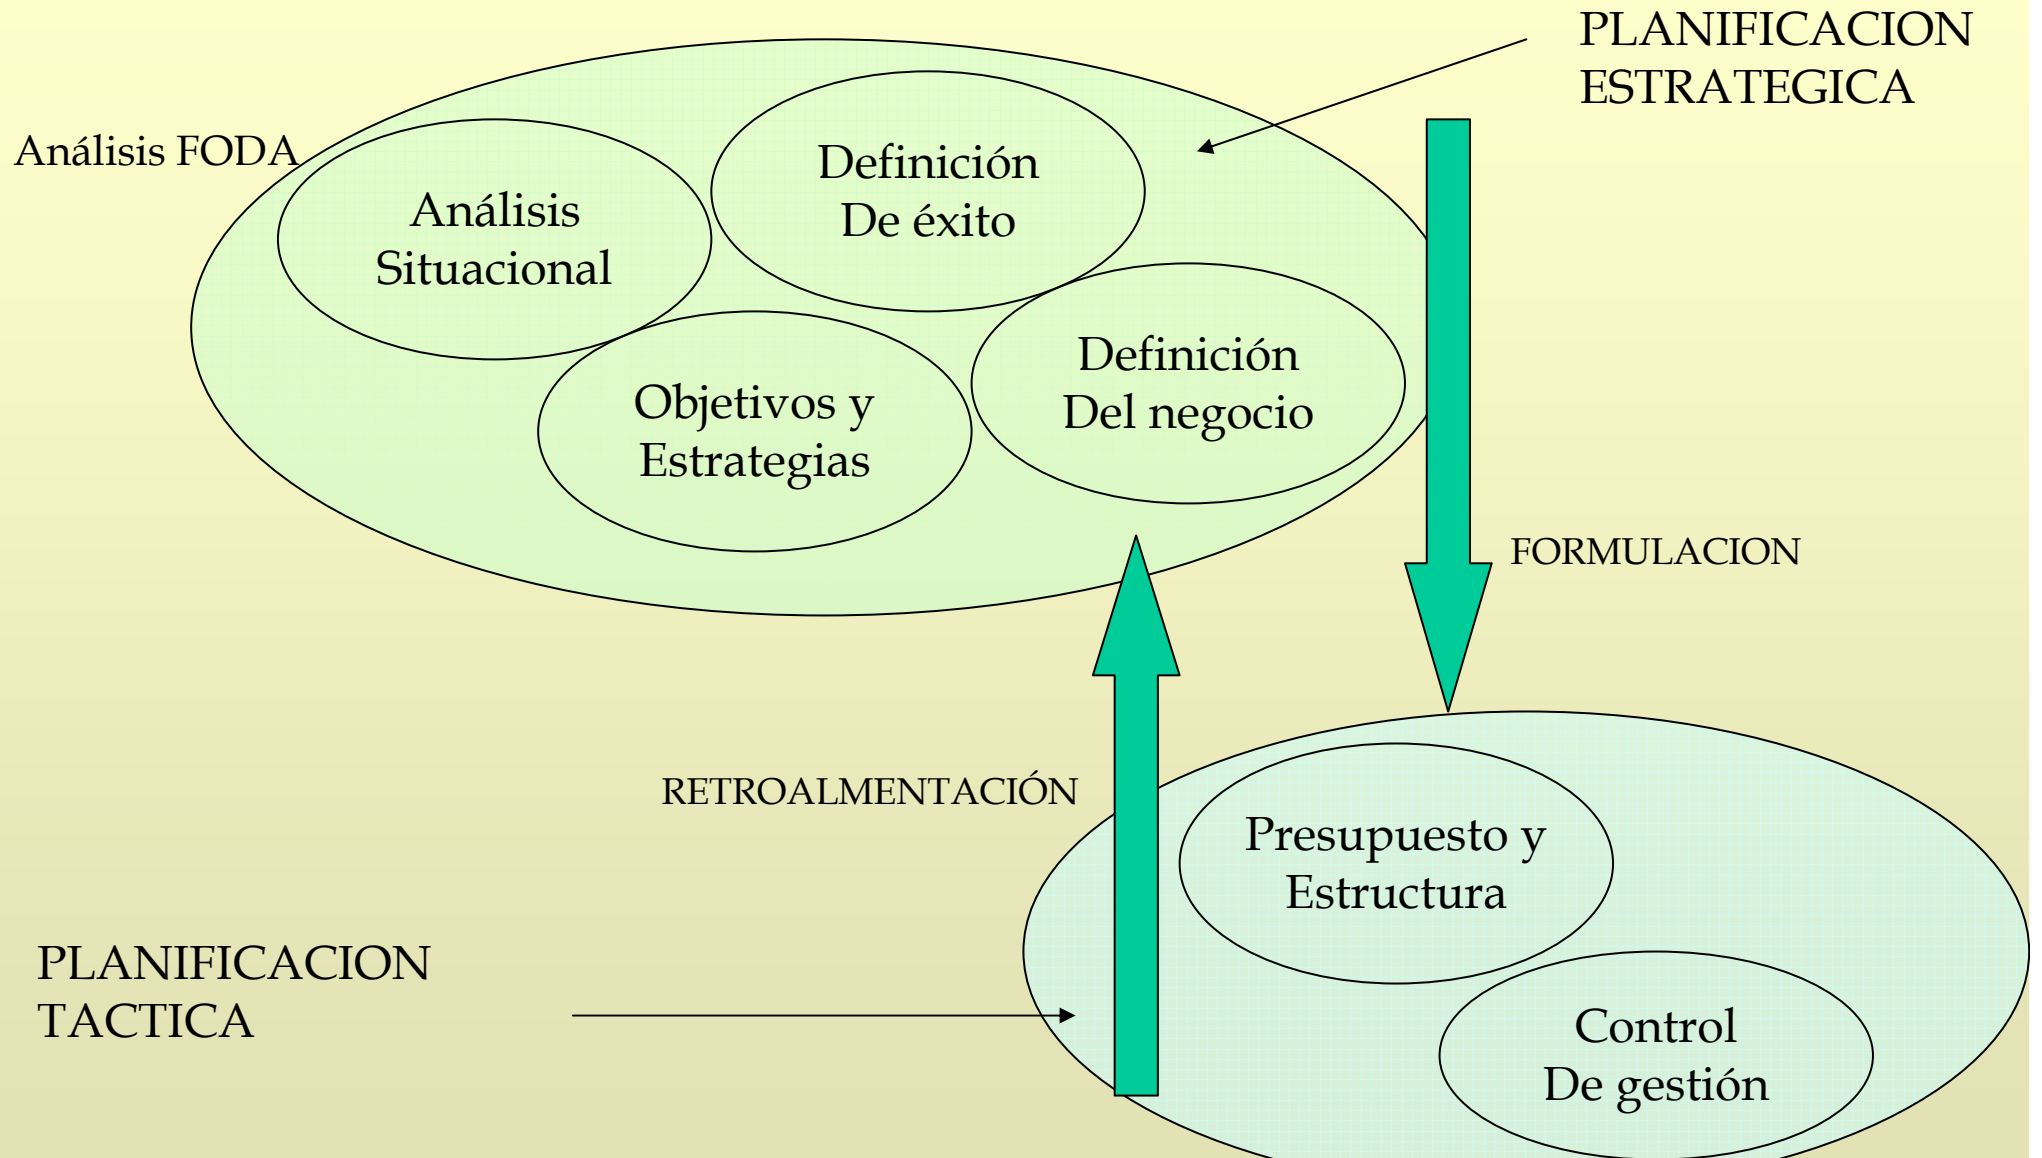 PLANIFICACION
ESTRATEGICA
Análisis FODA
Definición
De éxito
Análisis
Situacional
Definición
Del negocio
Objetivos y
Estrategias
FORMULACION
RETROALMENTACIÓN
Presupuesto y
Estructura
PLANIFICACION
TACTICA
Control
De gestión